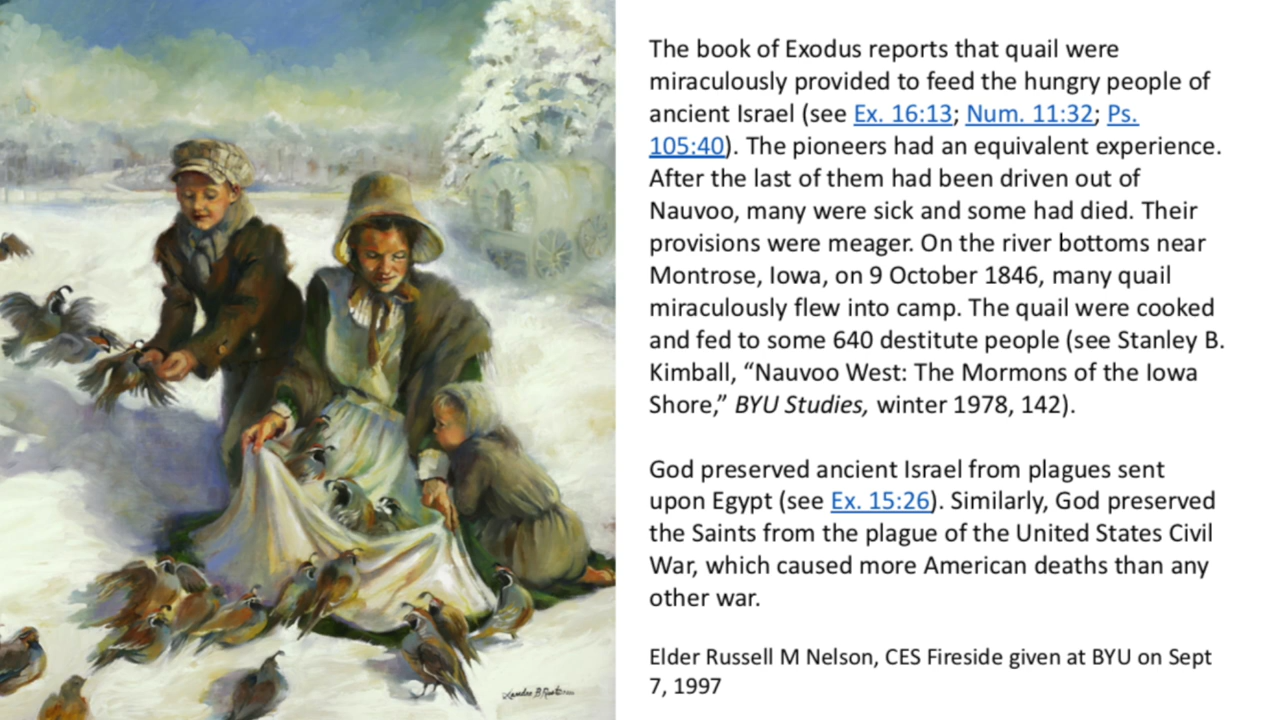 The book of Exodus reports that quail were
miraculously provided to feed the hungry people of
ancient Israel (see Ex. 16:13; Num. 11:32; Ps.
105:40). The pioneers had an equivalent experience.
After the last of them had been driven out of
Nauvoo, many were sick and some had died. Their
provisions were meager. On the river bottoms near
Montrose, Iowa, on 9 October 1846, many quail
miraculously flew into camp. The quail were cooked
and fed to some 640 destitute people (see Stanley B.
Kimball, “Nauvoo West: The Mormons of the Iowa
Shore,” BYU Studies, winter 1978, 142).
God preserved ancient Israel from plagues sent
upon Egypt (see Ex. 15:26). Similarly, God preserved
the Saints from the plague of the United States Civil
War, which caused more American deaths than any
other war.
Elder Russell M Nelson, CES Fireside given at BYU on Sept
7, 1997